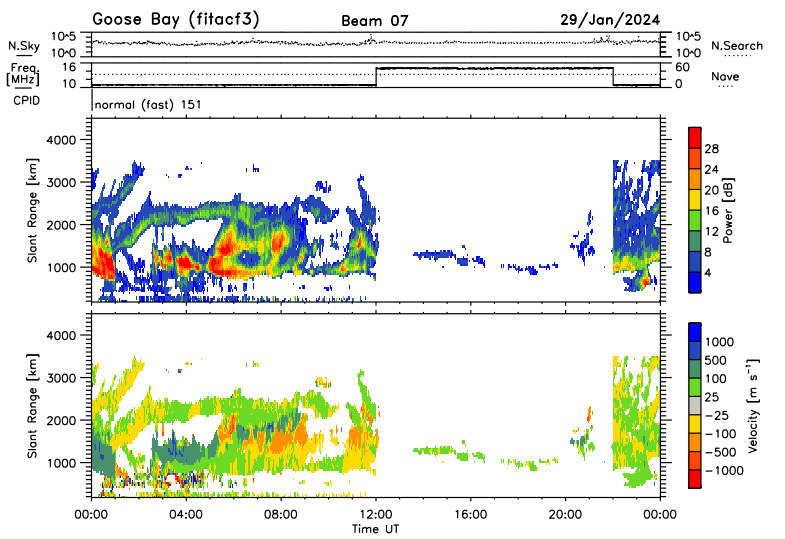 Goose Bay (fitacf3) Beam 07 29/Jan/2024
10^5 10^5
N.Sky N.Search
10^0 10^0
Freq. 16 60
[MHz] Nave
10 0
CPID normal (fast) 151
4000
3000
2000
1000
Slant Range [km]
28
24
20
16
12
8
4
Power [dB]
4000
3000
2000
1000
Slant Range [km]
1000
500
100
25
-25
-100
-500
-1000
Velocity [m s⁻¹]
00:00 04:00 08:00 12:00 16:00 20:00 00:00
Time UT